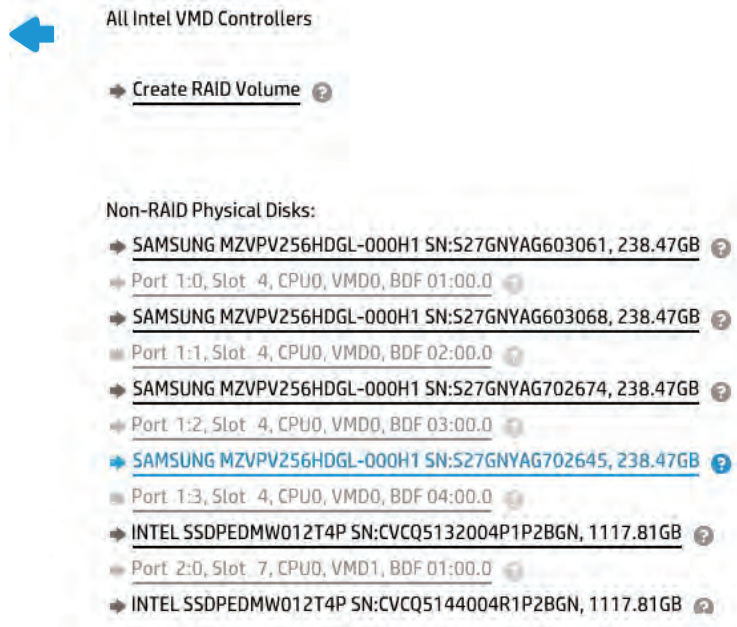 All Intel VMD Controllers
Create RAID Volume
Non-RAID Physical Disks:
SAMSUNG MZVPV256HDGL-000H1 SN:S27GNYAG603061, 238.47GB
Port 1:0, Slot 4, CPU0, VMD0, BDF 01:00.0
SAMSUNG MZVPV256HDGL-000H1 SN:S27GNYAG603068, 238.47GB
Port 1:1, Slot 4, CPU0, VMD0, BDF 02:00.0
SAMSUNG MZVPV256HDGL-000H1 SN:S27GNYAG702674, 238.47GB
Port 1:2, Slot 4, CPU0, VMD0, BDF 03:00.0
SAMSUNG MZVPV256HDGL-000H1 SN:S27GNYAG702645, 238.47GB
Port 1:3, Slot 4, CPU0, VMD0, BDF 04:00.0
INTEL SSDPEDMW012T4P SN:CVCQ5132004P1P2BGN, 1117.81GB
Port 2:0, Slot 7, CPU0, VMD1, BDF 01:00.0
INTEL SSDPEDMW012T4P SN:CVCQ5144004R1P2BGN, 1117.81GB